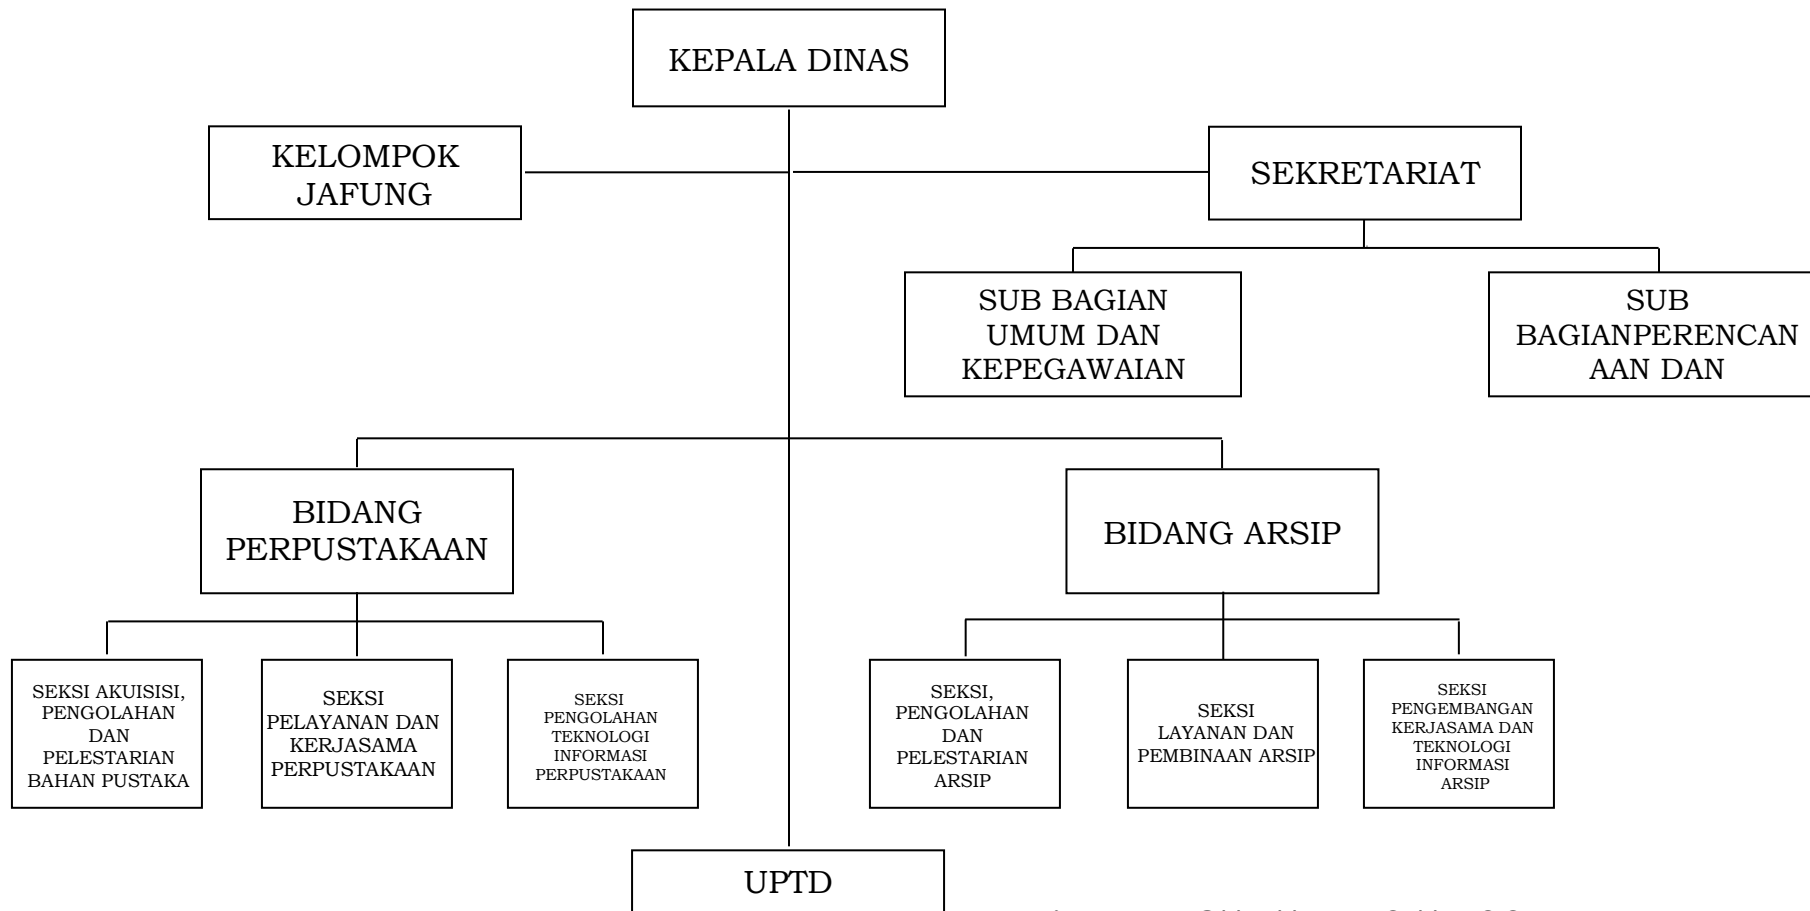 KEPALA DINAS
KELOMPOK
JAFUNG
SEKRETARIAT
SUB BAGIAN
UMUM DAN
KEPEGAWAIAN
SUB
BAGIANPERENCAN
AAN DAN
BIDANG
PERPUSTAKAAN
BIDANG ARSIP
SEKSI AKUISISI,
PENGOLAHAN
DAN
PELESTARIAN
BAHAN PUSTAKA
SEKSI
PELAYANAN DAN
KERJASAMA
PERPUSTAKAAN
SEKSI
PENGOLAHAN
TEKNOLOGI
INFORMASI
PERPUSTAKAAN
SEKSI,
PENGOLAHAN
DAN
PELESTARIAN
ARSIP
SEKSI
LAYANAN DAN
PEMBINAAN ARSIP
SEKSI
PENGEMBANGAN
KERJASAMA DAN
TEKNOLOGI
INFORMASI
ARSIP
UPTD